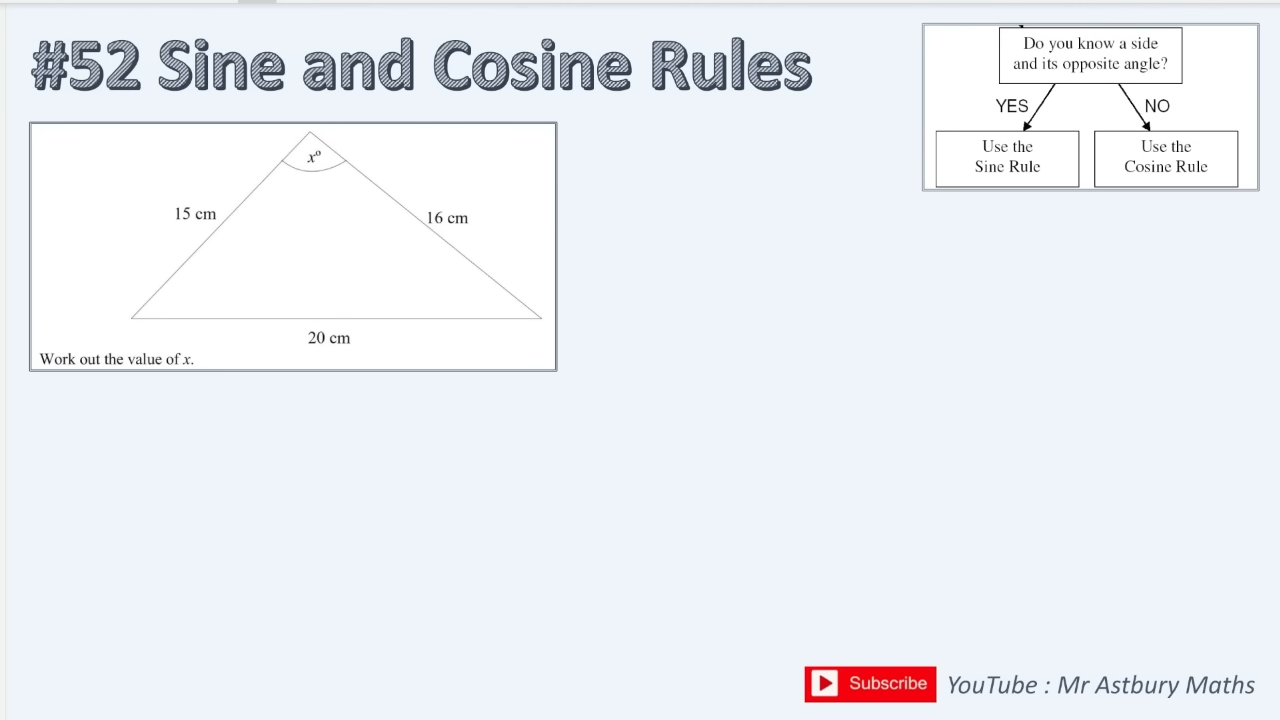 #52 Sine and Cosine Rules
Do you know a side
and its opposite angle?
YES
NO
Use the
Sine Rule
Use the
Cosine Rule
xº
15 cm
16 cm
20 cm
Work out the value of x.
Subscribe
YouTube : Mr Astbury Maths